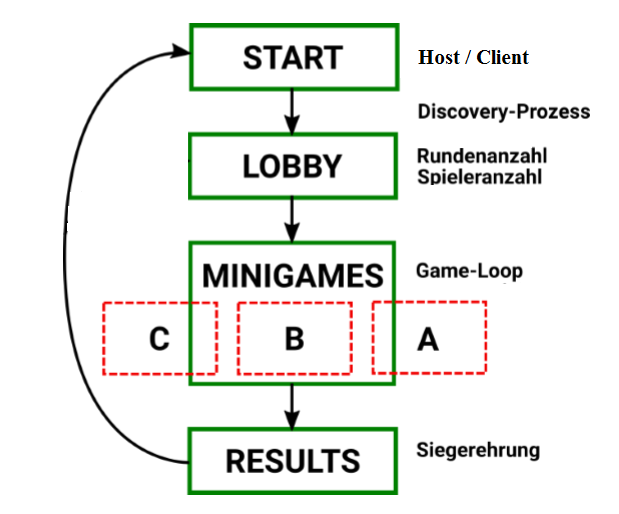 START
Host / Client
Discovery-Prozess
LOBBY
Rundenanzahl
Spieleranzahl
MINIGAMES
Game-Loop
C
B
A
RESULTS
Siegerehrung